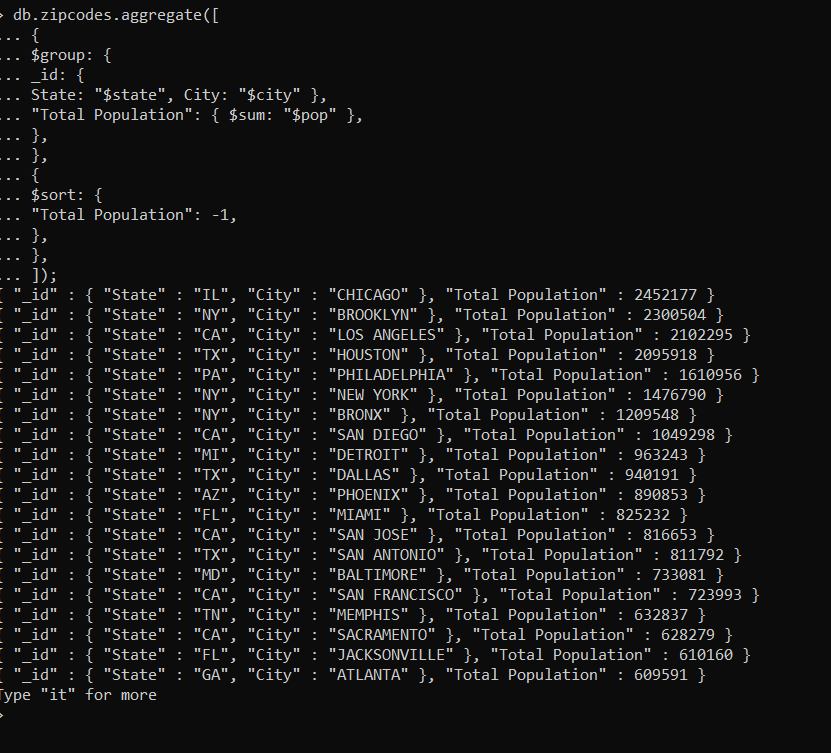 > db.zipcodes.aggregate([
... {
... $group: {
... _id: {
... State: "$state", City: "$city" },
... "Total Population": { $sum: "$pop" },
... },
... },
... {
... $sort: {
... "Total Population": -1,
... },
... },
... ]);
{ "_id" : { "State" : "IL", "City" : "CHICAGO" }, "Total Population" : 2452177 }
{ "_id" : { "State" : "NY", "City" : "BROOKLYN" }, "Total Population" : 2300504 }
{ "_id" : { "State" : "CA", "City" : "LOS ANGELES" }, "Total Population" : 2102295 }
{ "_id" : { "State" : "TX", "City" : "HOUSTON" }, "Total Population" : 2095918 }
{ "_id" : { "State" : "PA", "City" : "PHILADELPHIA" }, "Total Population" : 1610956 }
{ "_id" : { "State" : "NY", "City" : "NEW YORK" }, "Total Population" : 1476790 }
{ "_id" : { "State" : "NY", "City" : "BRONX" }, "Total Population" : 1209548 }
{ "_id" : { "State" : "CA", "City" : "SAN DIEGO" }, "Total Population" : 1049298 }
{ "_id" : { "State" : "MI", "City" : "DETROIT" }, "Total Population" : 963243 }
{ "_id" : { "State" : "TX", "City" : "DALLAS" }, "Total Population" : 940191 }
{ "_id" : { "State" : "AZ", "City" : "PHOENIX" }, "Total Population" : 890853 }
{ "_id" : { "State" : "FL", "City" : "MIAMI" }, "Total Population" : 825232 }
{ "_id" : { "State" : "CA", "City" : "SAN JOSE" }, "Total Population" : 816653 }
{ "_id" : { "State" : "TX", "City" : "SAN ANTONIO" }, "Total Population" : 811792 }
{ "_id" : { "State" : "MD", "City" : "BALTIMORE" }, "Total Population" : 733081 }
{ "_id" : { "State" : "CA", "City" : "SAN FRANCISCO" }, "Total Population" : 723993 }
{ "_id" : { "State" : "TN", "City" : "MEMPHIS" }, "Total Population" : 632837 }
{ "_id" : { "State" : "CA", "City" : "SACRAMENTO" }, "Total Population" : 628279 }
{ "_id" : { "State" : "FL", "City" : "JACKSONVILLE" }, "Total Population" : 610160 }
{ "_id" : { "State" : "GA", "City" : "ATLANTA" }, "Total Population" : 609591 }
Type "it" for more
>